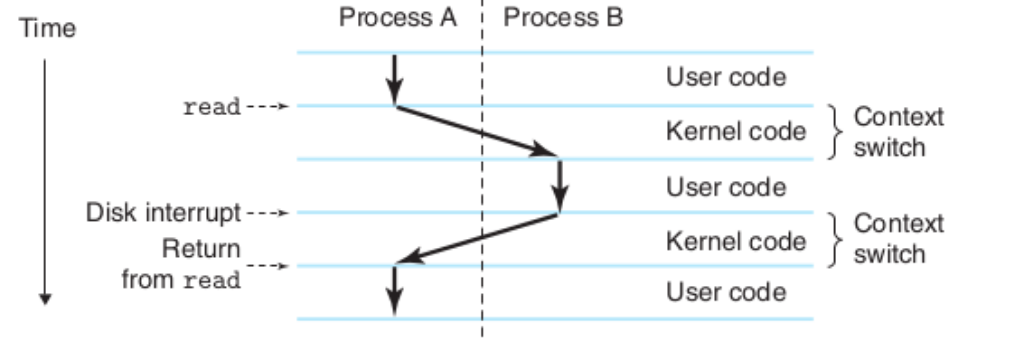 Process A Process B
Time
User code
read
Kernel code
Context
switch
User code
Disk interrupt
Return
from read
Kernel code
Context
switch
User code